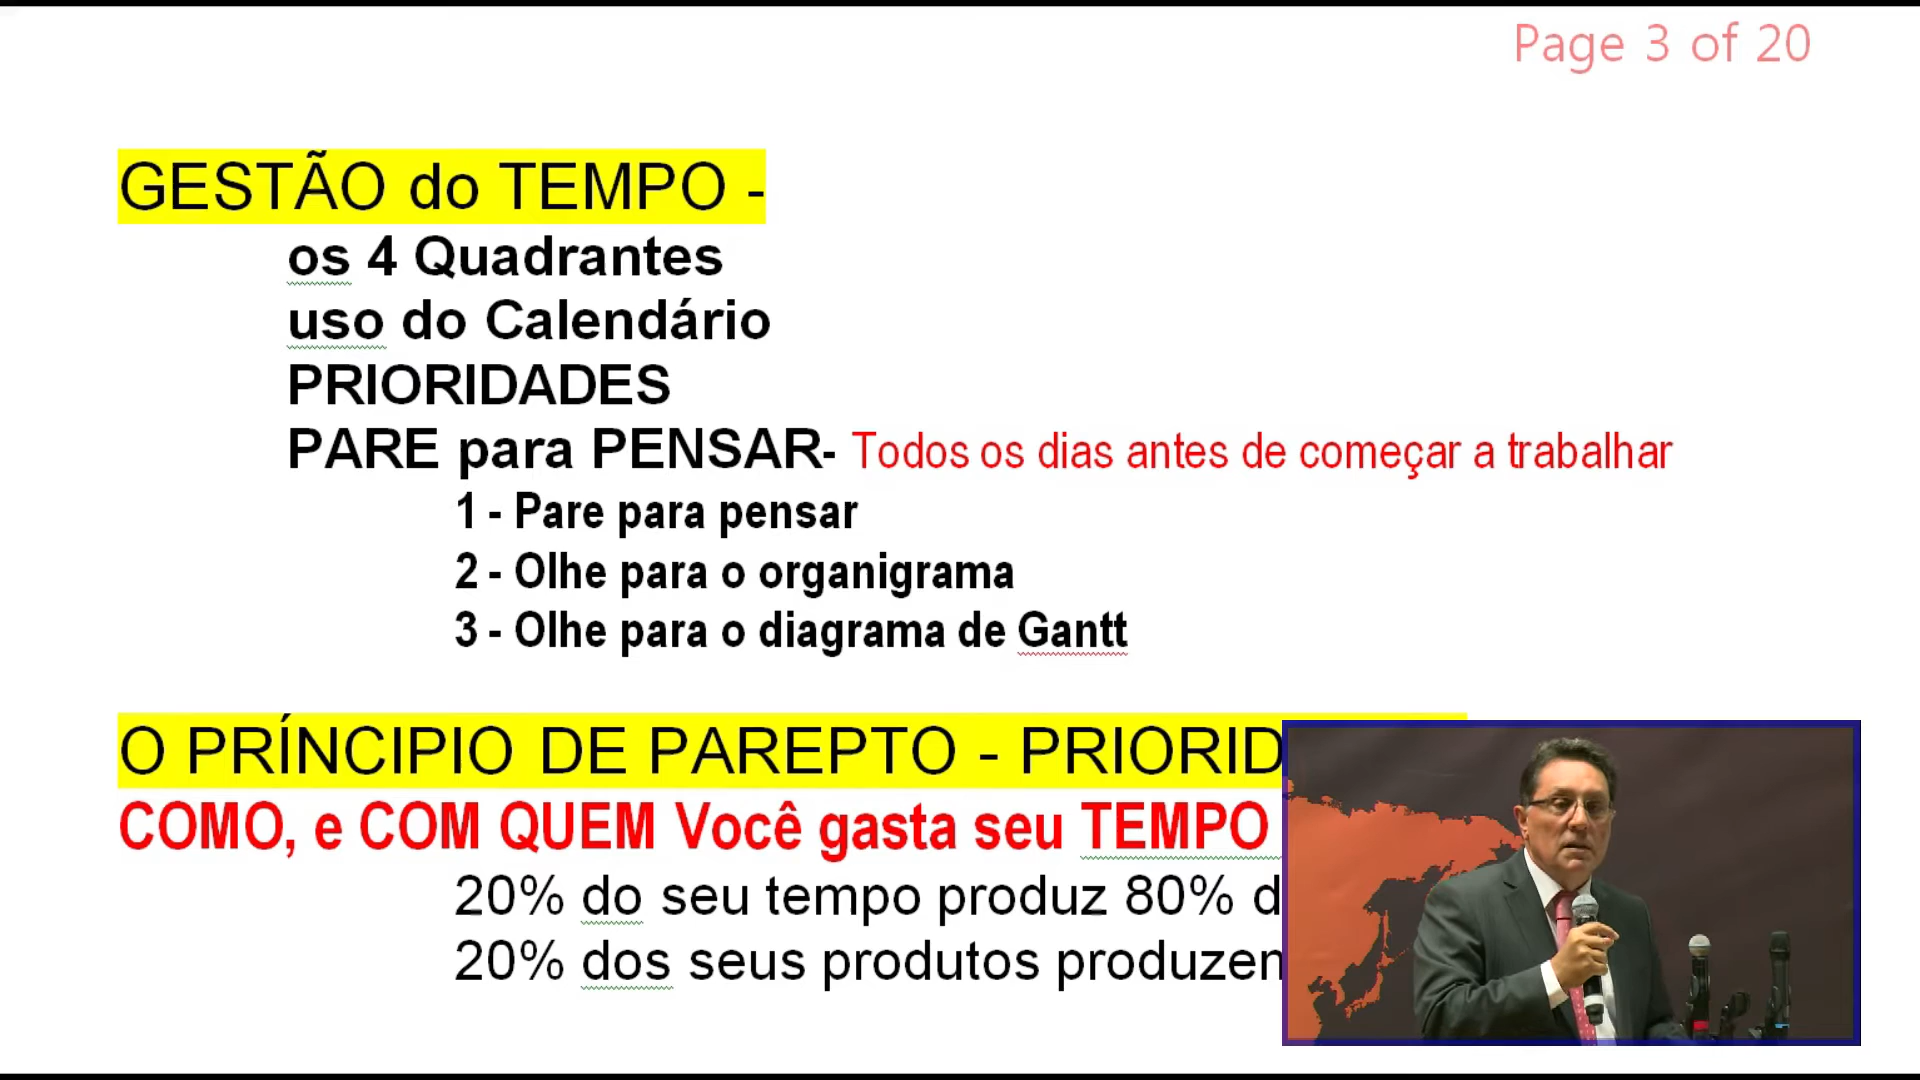 Page 3 of 20
GESTÃO do TEMPO -
os 4 Quadrantes
uso do Calendário
PRIORIDADES
PARE para PENSAR- Todos os dias antes de começar a trabalhar
1 - Pare para pensar
2 - Olhe para o organigrama
3 - Olhe para o diagrama de Gantt
O PRÍNCIPIO DE PAREPTO - PRIORID
COMO, e COM QUEM Você gasta seu TEMPO
20% do seu tempo produz 80% d
20% dos seus produtos produzem